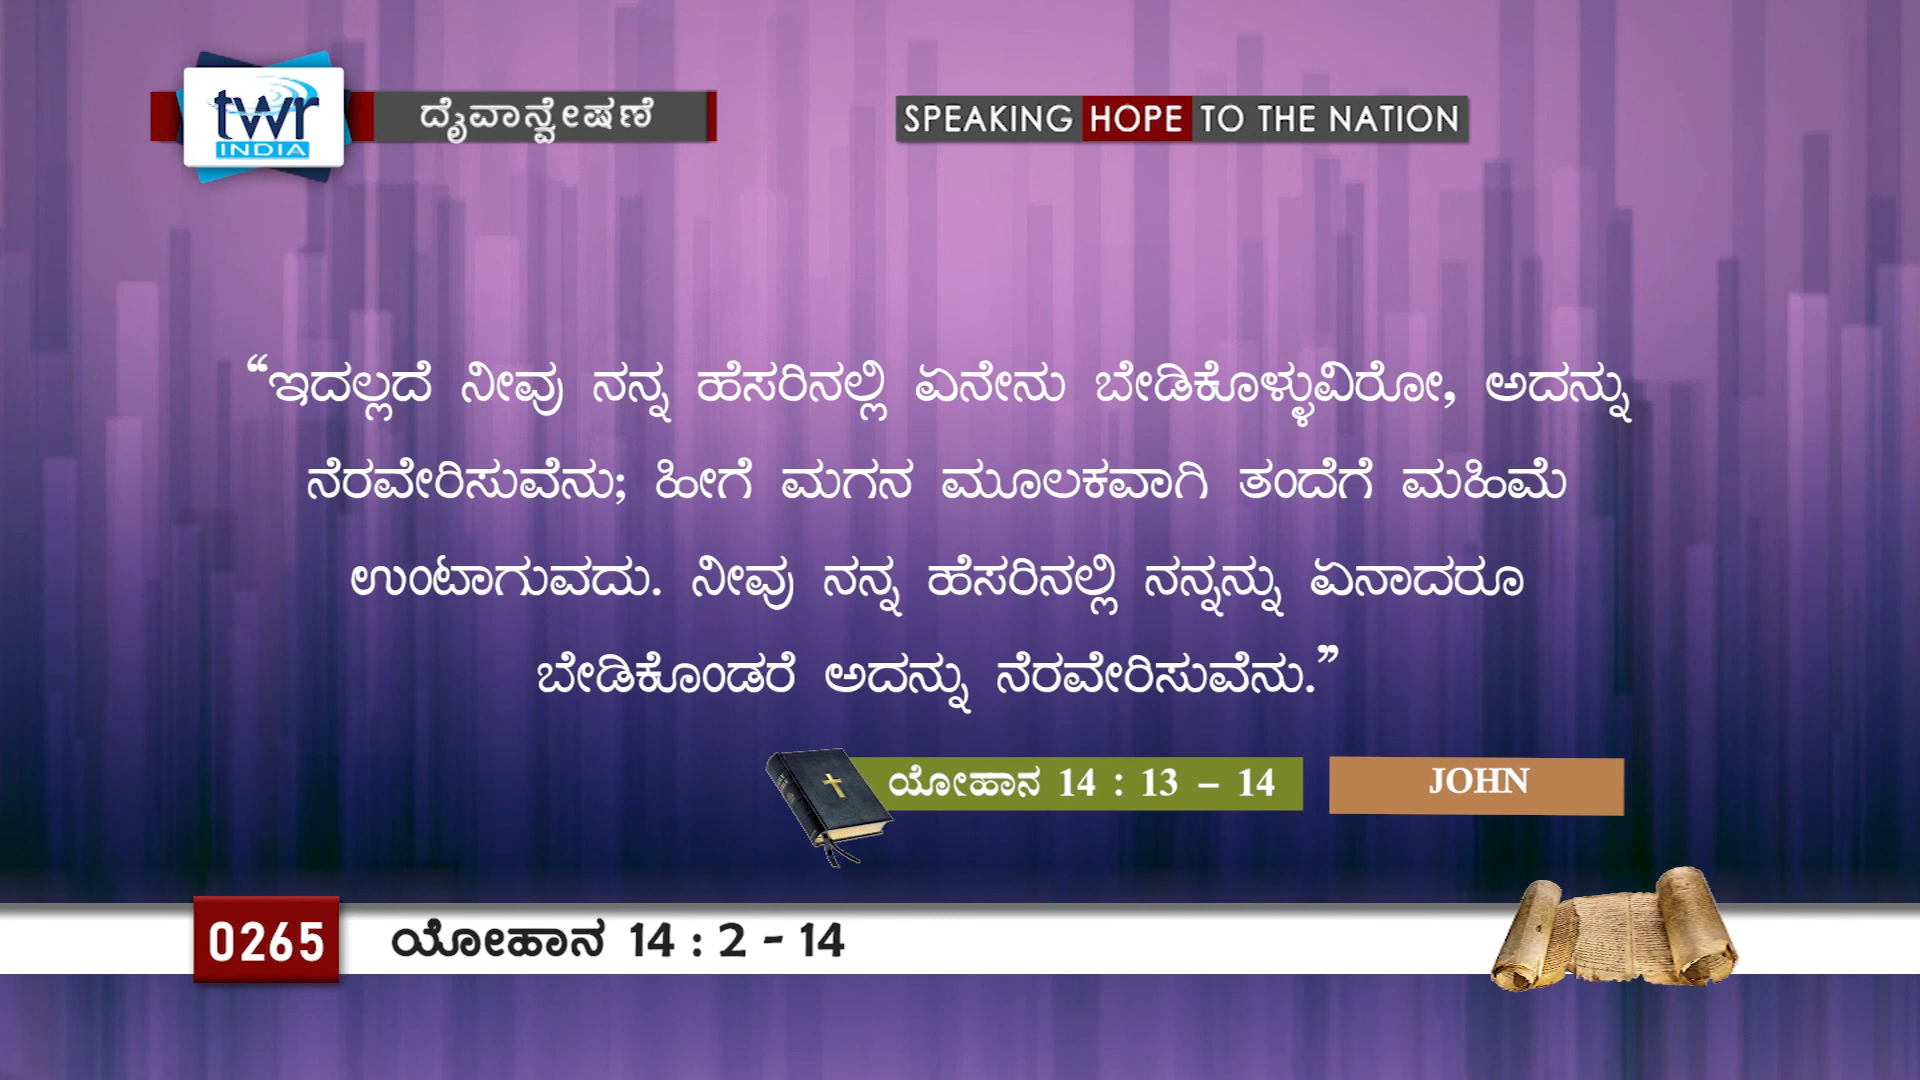 twr
INDIA
ದೈವಾನ್ವೇಷಣೆ
SPEAKING HOPE TO THE NATION
“ಇದಲ್ಲದೆ ನೀವು ನನ್ನ ಹೆಸರಿನಲ್ಲಿ ಏನೇನು ಬೇಡಿಕೊಳ್ಳುವಿರೋ, ಅದನ್ನು
ನೆರವೇರಿಸುವೆನು; ಹೀಗೆ ಮಗನ ಮೂಲಕವಾಗಿ ತಂದೆಗೆ ಮಹಿಮೆ
ಉಂಟಾಗುವದು. ನೀವು ನನ್ನ ಹೆಸರಿನಲ್ಲಿ ನನ್ನನ್ನು ಏನಾದರೂ
ಬೇಡಿಕೊಂಡರೆ ಅದನ್ನು ನೆರವೇರಿಸುವೆನು.”
ಯೋಹಾನ 14 : 13 – 14
JOHN
0265
ಯೋಹಾನ 14 : 2 - 14